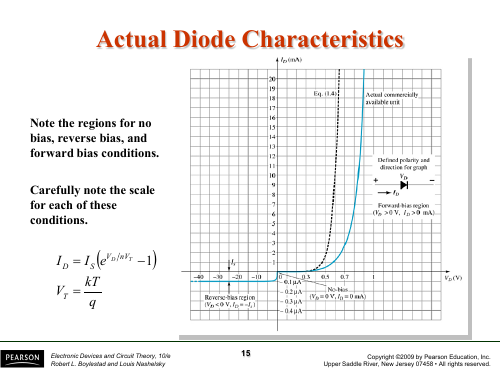 Actual Diode Characteristics
Note the regions for no
bias, reverse bias, and
forward bias conditions.
Carefully note the scale
for each of these
conditions.
I_D = I_S(e^{V_D/nV_T} −1)
V_T = kT/q
I_D (mA)
20
19
18
17
16
15
14
13
12
11
10
9
8
7
6
5
4
3
2
1
Eq. (1.4)
Actual commercially
available unit
Defined polarity and
direction for graph
V_D
+ −
I_D
Forward-bias region
(V_D > 0 V, I_D > 0 mA)
I_s
−40 −30 −20 −10 0 0.3 0.5 0.7 1 V_D (V)
− 0.1 μA
− 0.2 μA
− 0.3 μA
− 0.4 μA
Reverse-bias region
(V_D < 0 V, I_D = −I_s)
No-bias
(V_D = 0 V, I_D = 0 mA)
PEARSON
Electronic Devices and Circuit Theory, 10/e
Robert L. Boylestad and Louis Nashelsky
15
Copyright ©2009 by Pearson Education, Inc.
Upper Saddle River, New Jersey 07458 • All rights reserved.